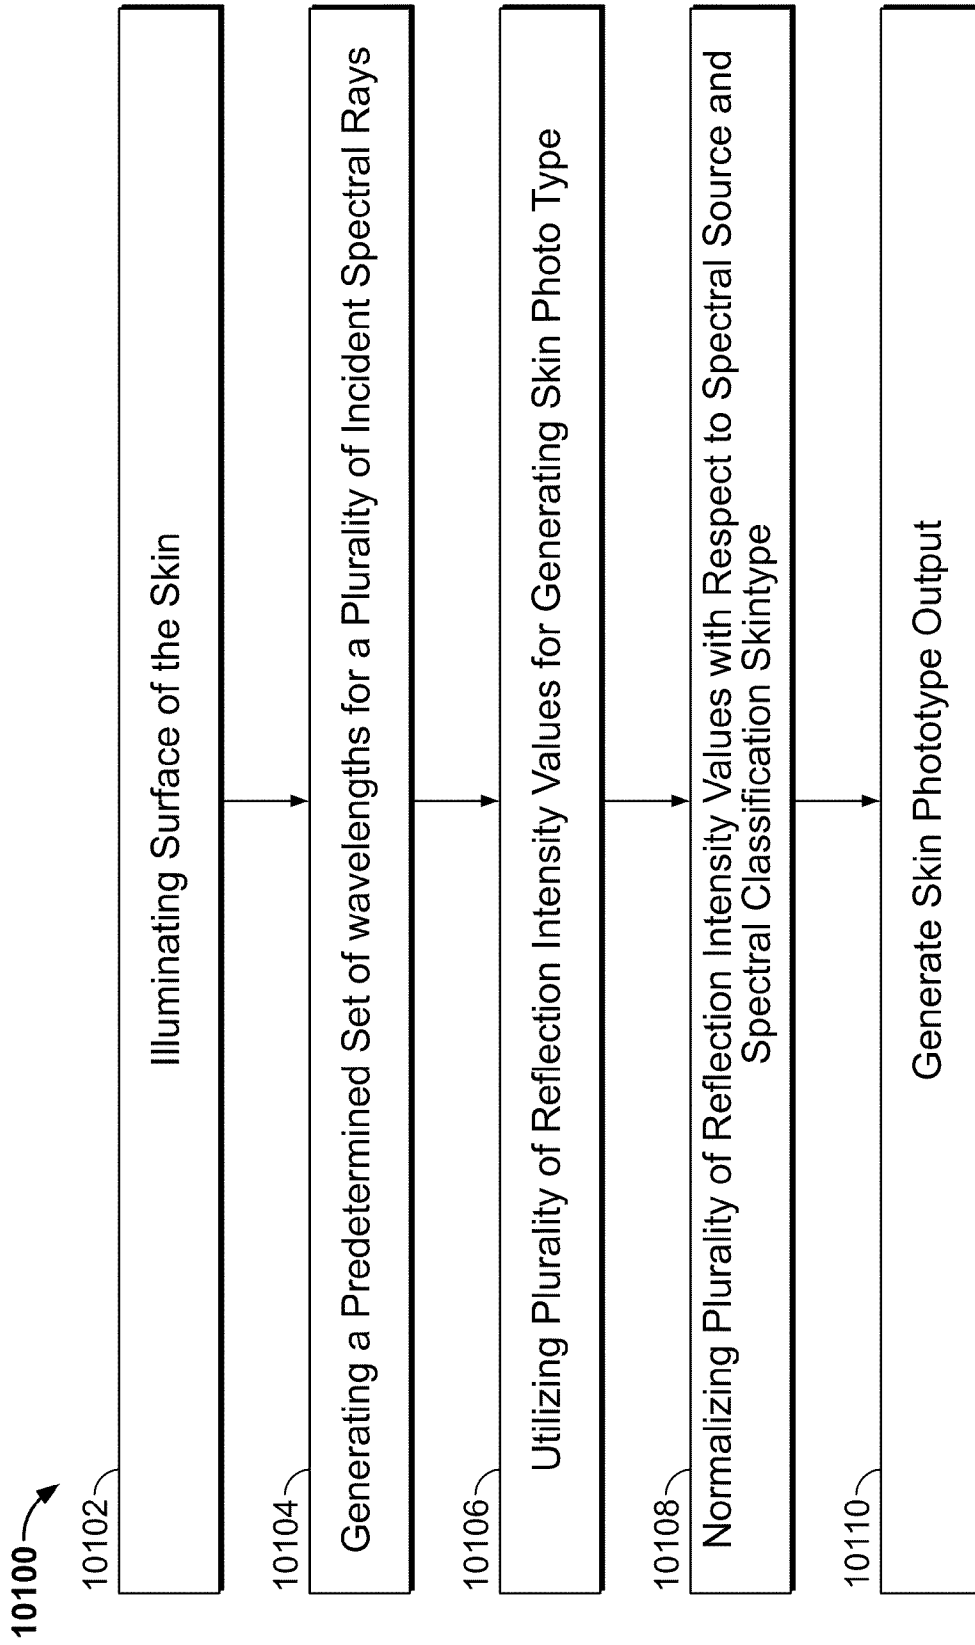 10100
10102
Illuminating Surface of the Skin
10104
Generating a Predetermined Set of wavelengths for a Plurality of Incident Spectral Rays
10106
Utilizing Plurality of Reflection Intensity Values for Generating Skin Photo Type
10108
Normalizing Plurality of Reflection Intensity Values with Respect to Spectral Source and
Spectral Classification Skintype
10110
Generate Skin Phototype Output